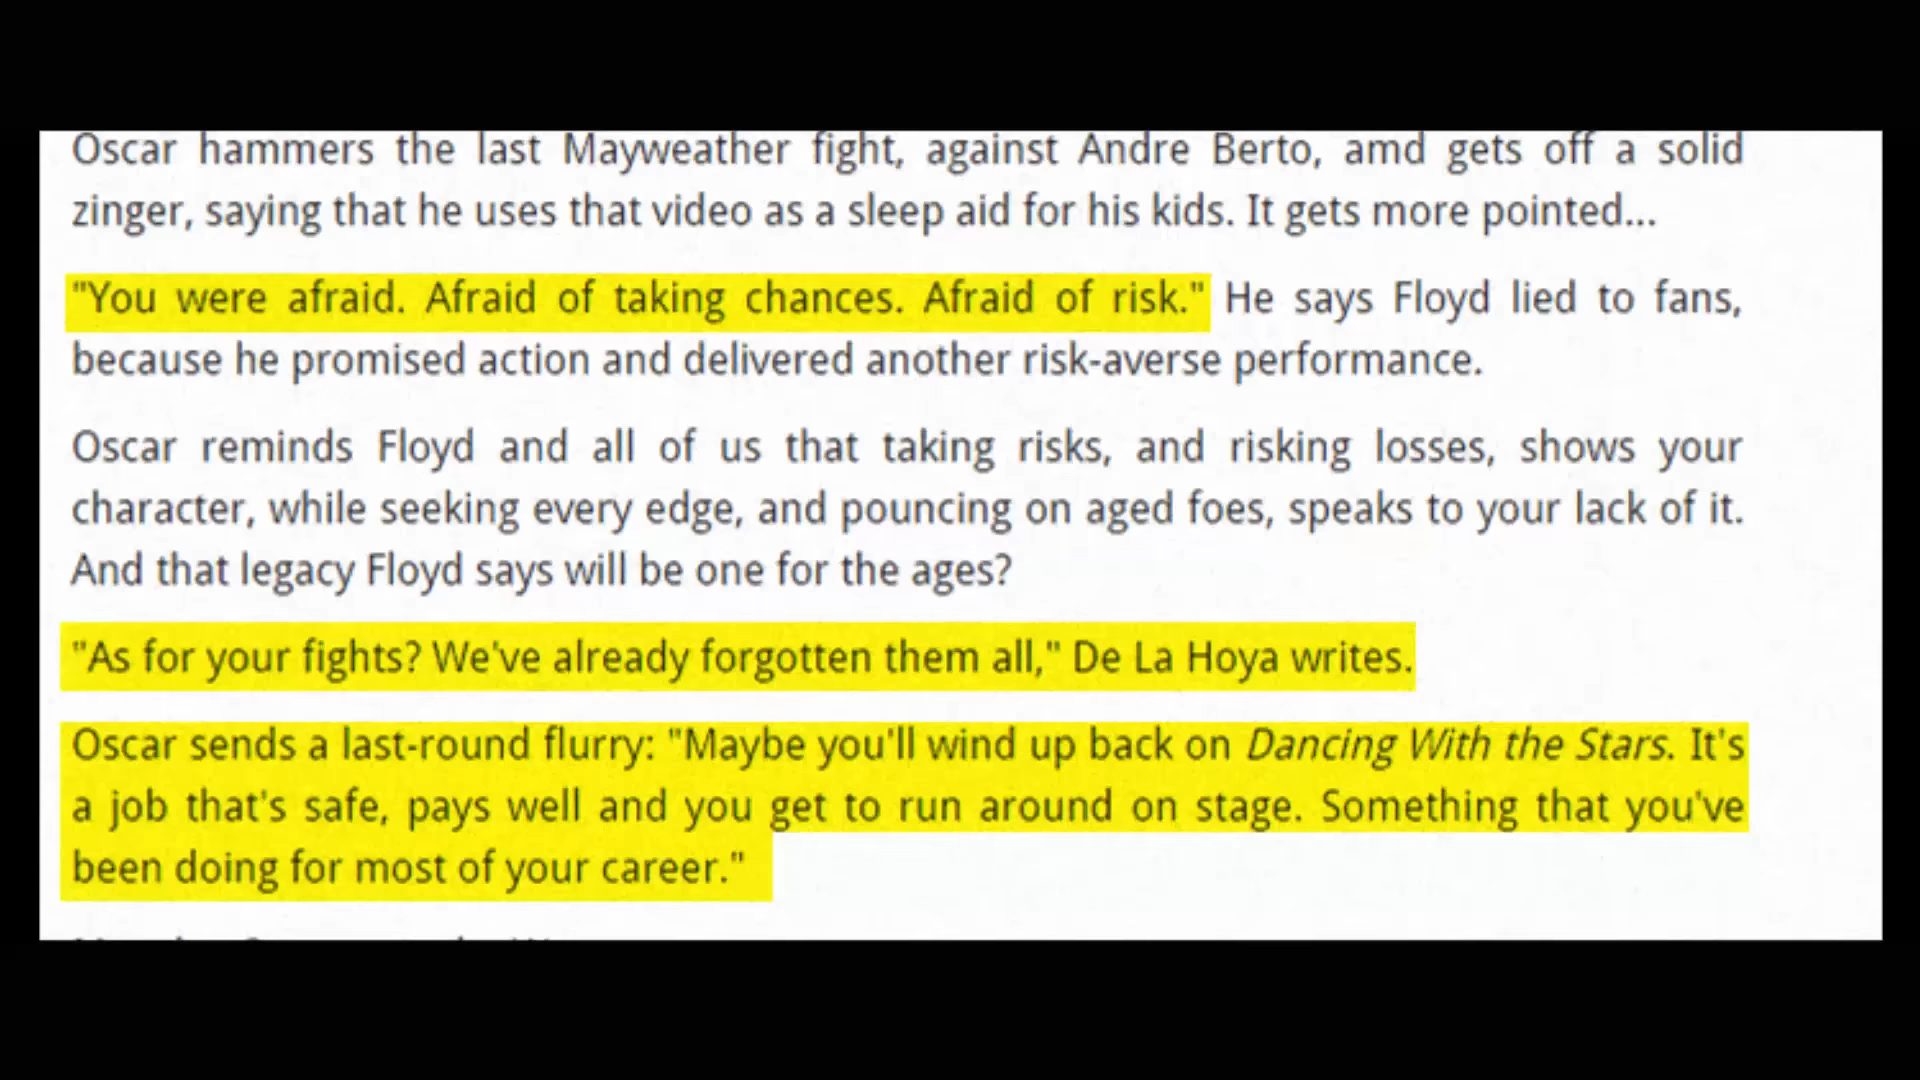 Oscar hammers the last Mayweather fight, against Andre Berto, amd gets off a solid
zinger, saying that he uses that video as a sleep aid for his kids. It gets more pointed...
"You were afraid. Afraid of taking chances. Afraid of risk." He says Floyd lied to fans,
because he promised action and delivered another risk-averse performance.
Oscar reminds Floyd and all of us that taking risks, and risking losses, shows your
character, while seeking every edge, and pouncing on aged foes, speaks to your lack of it.
And that legacy Floyd says will be one for the ages?
"As for your fights? We've already forgotten them all," De La Hoya writes.
Oscar sends a last-round flurry: "Maybe you'll wind up back on Dancing With the Stars. It's
a job that's safe, pays well and you get to run around on stage. Something that you've
been doing for most of your career."